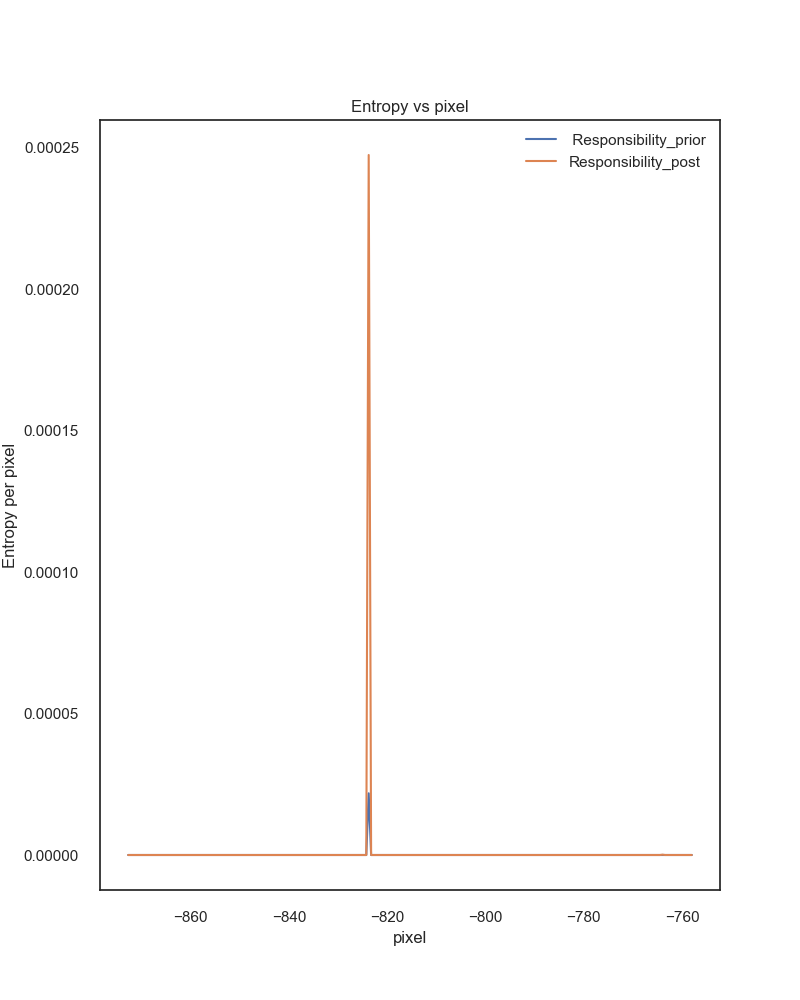 Entropy vs pixel
Responsibility_prior
Responsibility_post
0.00025
0.00020
0.00015
0.00010
0.00005
0.00000
Entropy per pixel
−860 −840 −820 −800 −780 −760
pixel